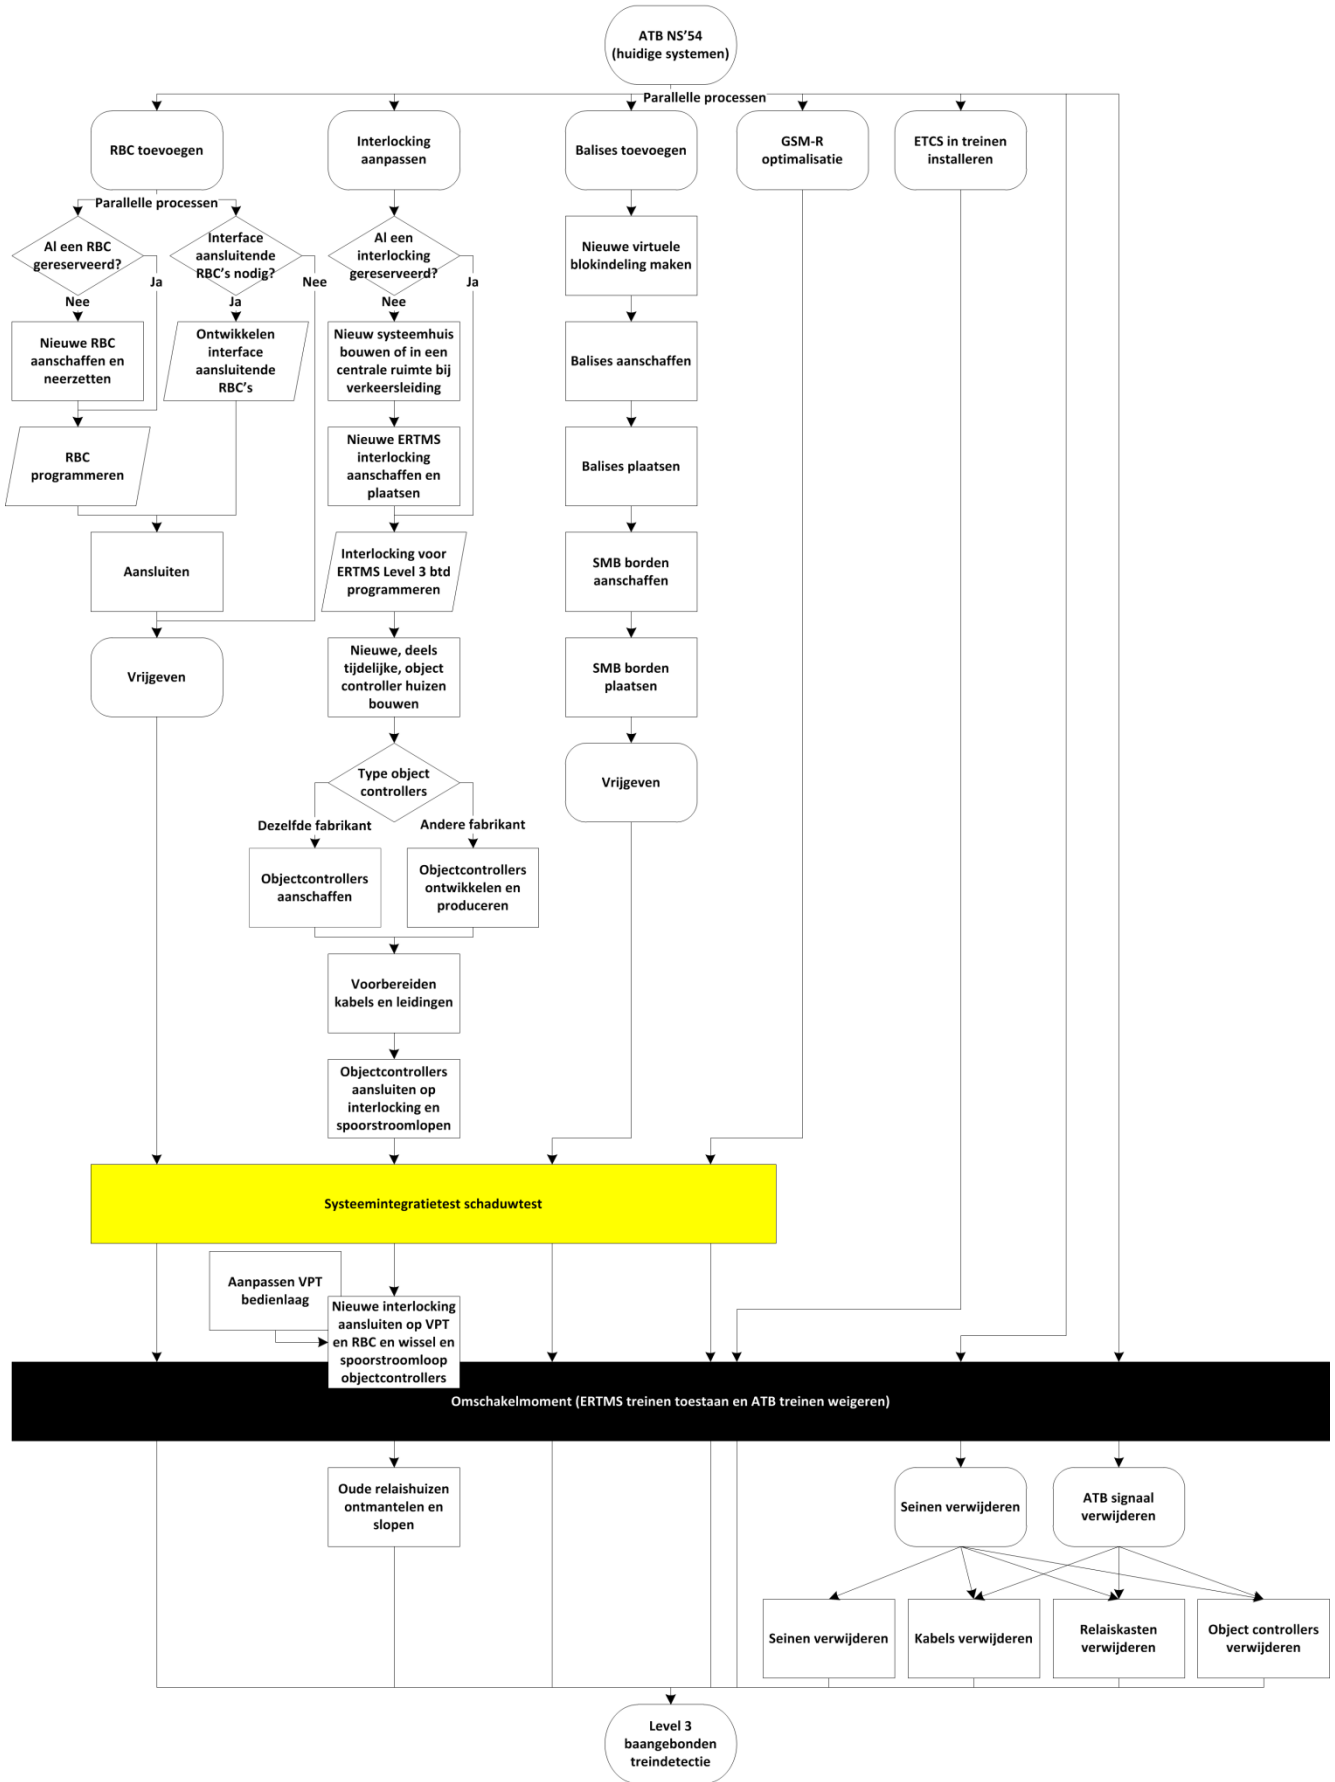 ATB NS’54
(huidige systemen)
Parallelle processen
RBC toevoegen
Interlocking
aanpassen
Balises toevoegen
GSM-R
optimalisatie
ETCS in treinen
installeren
Parallelle processen
Al een RBC
gereserveerd?
Ja
Nee
Interface
aansluitende
RBC’s nodig?
Nee
Ja
Al een
interlocking
gereserveerd?
Ja
Nee
Nieuwe virtuele
blokindeling maken
Nieuwe RBC
aanschaffen en
neerzetten
Ontwikkelen
interface
aansluitende
RBC’s
Nieuw systeemhuis
bouwen of in een
centrale ruimte bij
verkeersleiding
Balises aanschaffen
RBC
programmeren
Nieuwe ERTMS
interlocking
aanschaffen en
plaatsen
Balises plaatsen
Aansluiten
Interlocking voor
ERTMS Level 3 btd
programmeren
SMB borden
aanschaffen
Vrijgeven
Nieuwe, deels
tijdelijke, object
controller huizen
bouwen
SMB borden
plaatsen
Type object
controllers
Vrijgeven
Dezelfde fabrikant
Andere fabrikant
Objectcontrollers
aanschaffen
Objectcontrollers
ontwikkelen en
produceren
Voorbereiden
kabels en leidingen
Objectcontrollers
aansluiten op
interlocking en
spoorstroomlopen
Systeemintegratietest schaduwtest
Aanpassen VPT
bedienlaag
Nieuwe interlocking
aansluiten op VPT
en RBC en wissel en
spoorstroomloop
objectcontrollers
Omschakelmoment (ERTMS treinen toestaan en ATB treinen weigeren)
Oude relaishuizen
ontmantelen en
slopen
Seinen verwijderen
ATB signaal
verwijderen
Seinen verwijderen
Kabels verwijderen
Relaiskasten
verwijderen
Object controllers
verwijderen
Level 3
baangebonden
treindetectie